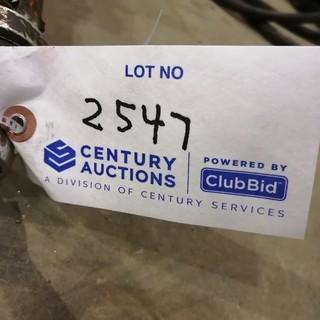 LOT NO
2547
CENTURY AUCTIONS
POWERED BY
ClubBid
A DIVISION OF CENTURY SERVICES